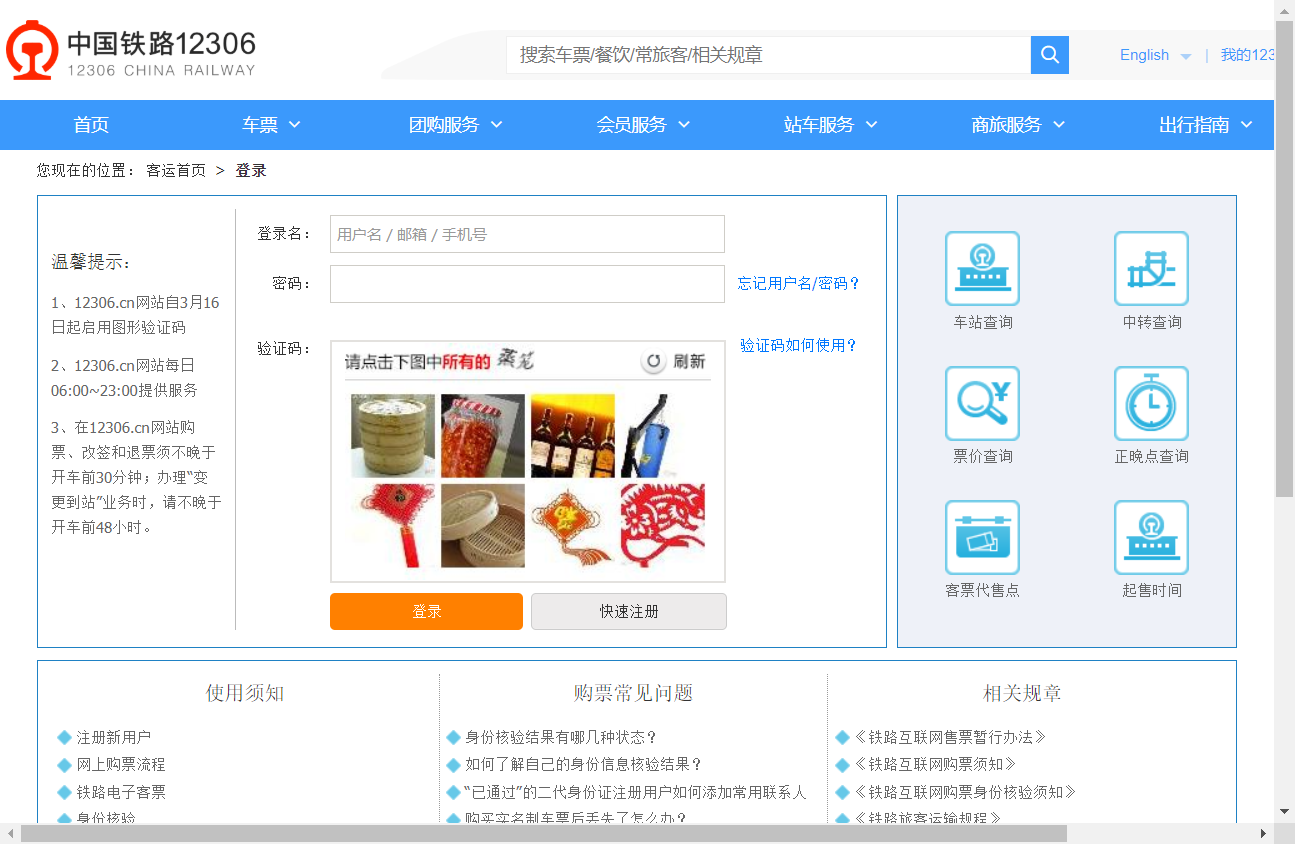 中国铁路12306
12306 CHINA RAILWAY
搜索车票/餐饮/常旅客/相关规章
English | 我的123
首页 车票 团购服务 会员服务 站车服务 商旅服务 出行指南
您现在的位置： 客运首页 > 登录
温馨提示：
1、12306.cn网站自3月16
日起启用图形验证码
2、12306.cn网站每日
06:00~23:00提供服务
3、在12306.cn网站购
票、改签和退票须不晚于
开车前30分钟；办理“变
更到站”业务时，请不晚于
开车前48小时。
登录名： 用户名 / 邮箱 / 手机号
密码： 忘记用户名/密码？
验证码： 验证码如何使用？
请点击下图中所有的 蒸笼 刷新
登录 快速注册
车站查询 中转查询
票价查询 正晚点查询
客票代售点 起售时间
使用须知
注册新用户
网上购票流程
铁路电子客票
身份核验
购票常见问题
身份核验结果有哪几种状态？
如何了解自己的身份信息核验结果？
“已通过”的二代身份证注册用户如何添加常用联系人
购买实名制车票后丢失了怎么办？
相关规章
《铁路互联网售票暂行办法》
《铁路互联网购票须知》
《铁路互联网购票身份核验须知》
《铁路旅客运输规程》